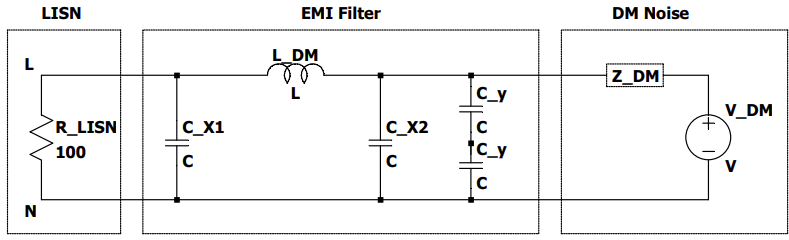 LISN
EMI Filter
DM Noise
L
L_DM
L
Z_DM
C_y
C
V_DM
V
R_LISN
100
C_X1
C
C_X2
C
C_y
C
N